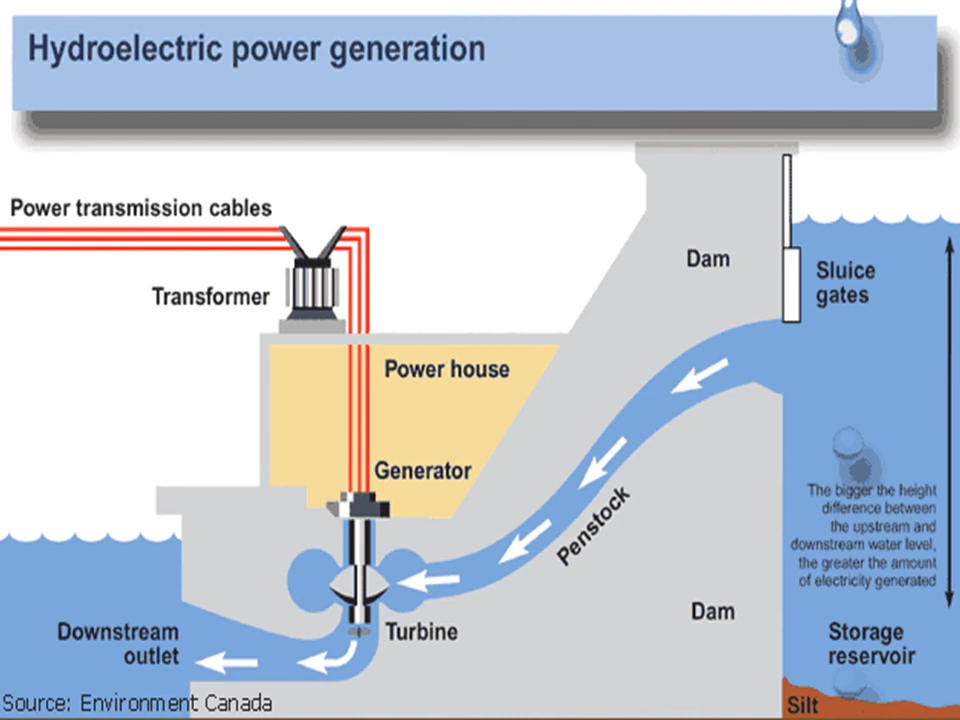 Hydroelectric power generation
Power transmission cables
Transformer
Dam
Sluice
gates
Power house
Generator
Penstock
The bigger the height
difference between
the upstream and
downstream water level,
the greater the amount
of electricity generated
Turbine
Dam
Downstream
outlet
Storage
reservoir
Silt
Source: Environment Canada